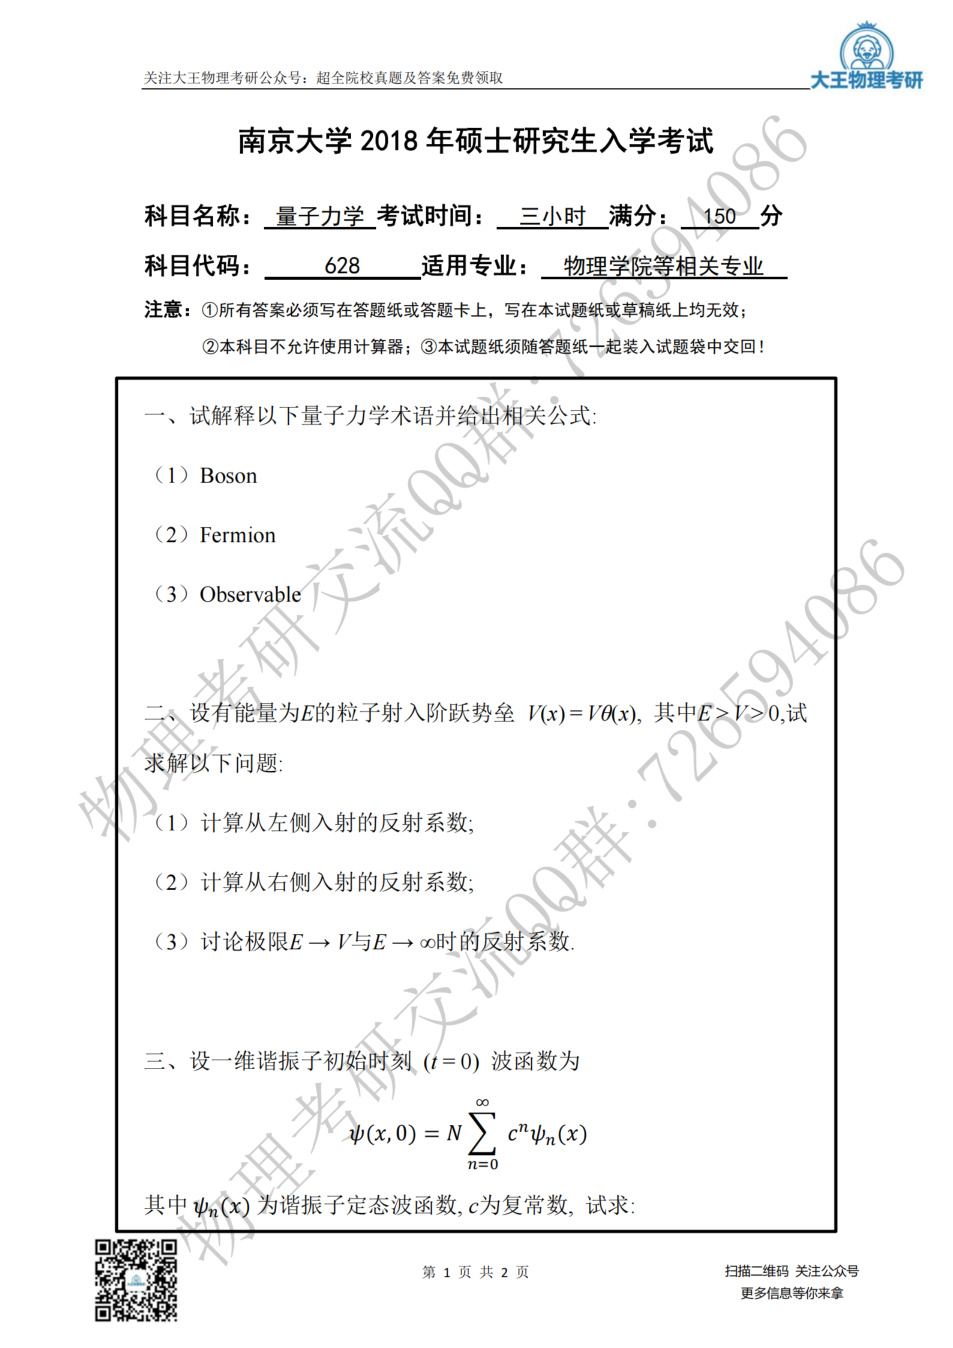 关注大王物理考研公众号：超全院校真题及答案免费领取
大王物理考研
南京大学 2018 年硕士研究生入学考试
科目名称： 量子力学 考试时间： 三小时 满分： 150 分
科目代码： 628 适用专业： 物理学院等相关专业
注意：①所有答案必须写在答题纸或答题卡上，写在本试题纸或草稿纸上均无效；
②本科目不允许使用计算器；③本试题纸须随答题纸一起装入试题袋中交回！
一、试解释以下量子力学术语并给出相关公式:
（1）Boson
（2）Fermion
（3）Observable
二、设有能量为E的粒子射入阶跃势垒 V(x) = Vθ(x), 其中E > V > 0,试
求解以下问题:
（1）计算从左侧入射的反射系数;
（2）计算从右侧入射的反射系数;
（3）讨论极限E → V与E → ∞时的反射系数.
三、设一维谐振子初始时刻 (t = 0) 波函数为
ψ(x, 0) = N ∑_{n=0}^{∞} cⁿψₙ(x)
其中 ψₙ(x) 为谐振子定态波函数, c为复常数, 试求:
物理考研交流QQ群：726594086
物理考研交流QQ群：726594086
大王物理考研
第 1 页 共 2 页
扫描二维码 关注公众号
更多信息等你来拿